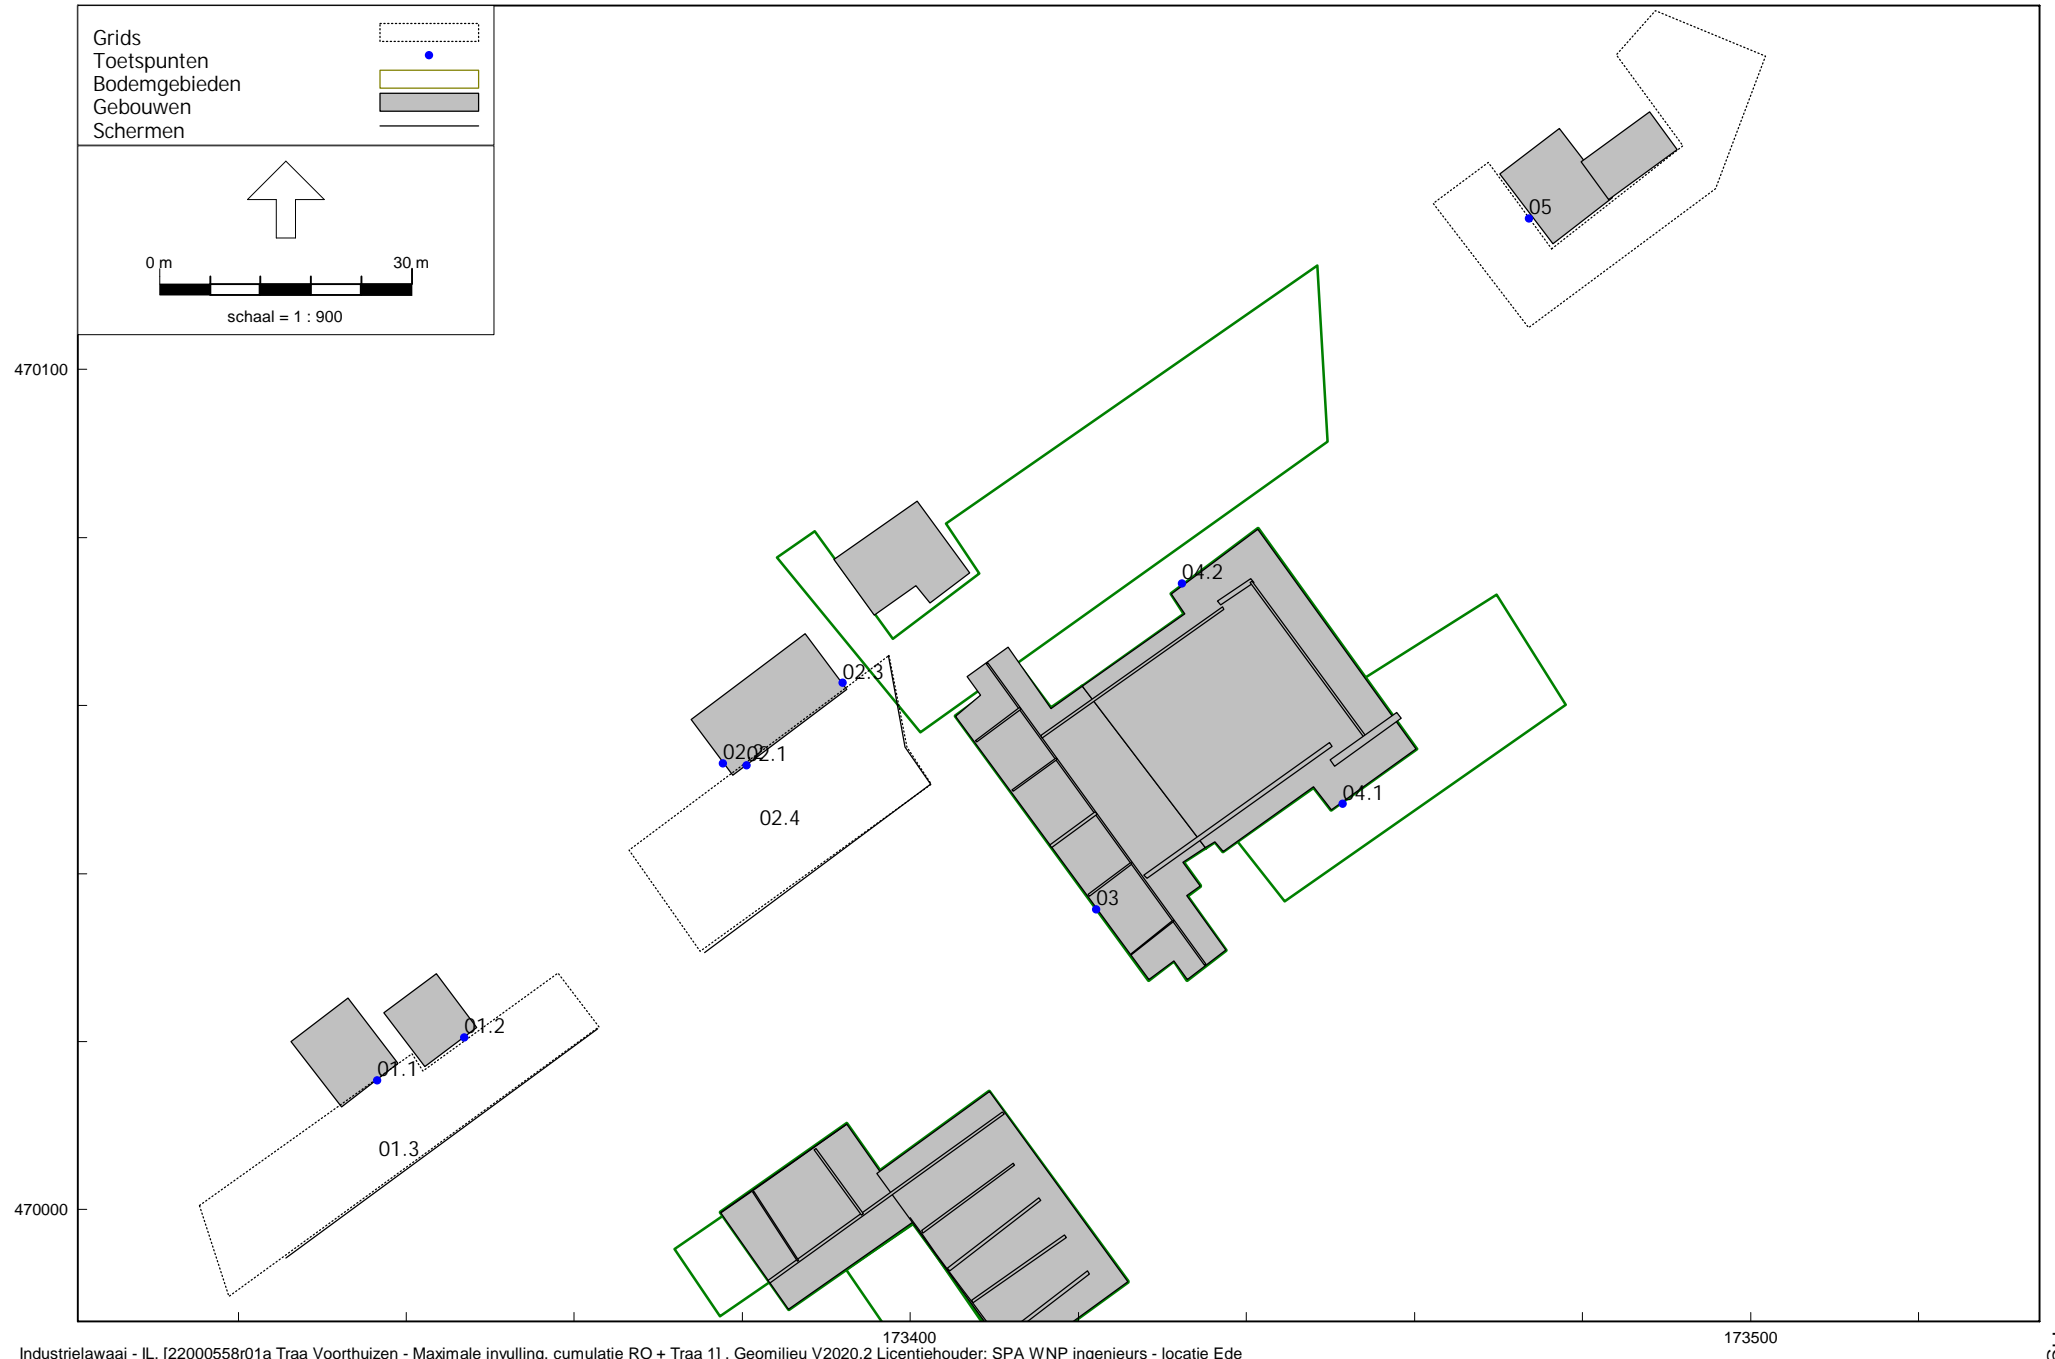 Grids
Toetspunten
Bodemgebieden
Gebouwen
Schermen
0 m
30 m
schaal = 1 : 900
05
470100
04.2
02.3
02.2
02.1
04.1
02.4
03
01.2
01.1
01.3
470000
173400
173500
Industrielawaai - IL, [22000558r01a Traa Voorthuizen - Maximale invulling, cumulatie RO + Traa 1] , Geomilieu V2020.2 Licentiehouder: SPA WNP ingenieurs - locatie Ede